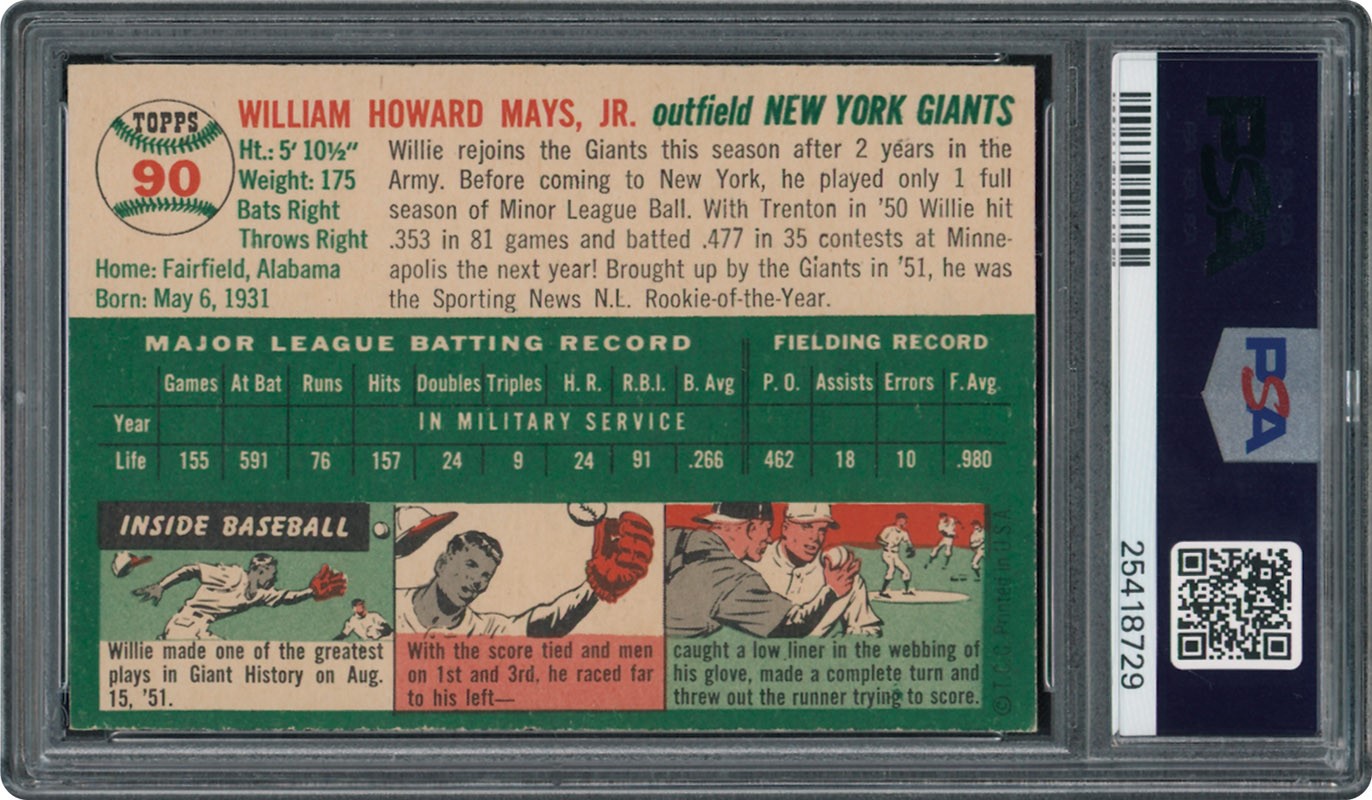 TOPPS
90
WILLIAM HOWARD MAYS, JR. outfield NEW YORK GIANTS
Ht.: 5' 10½"
Weight: 175
Bats Right
Throws Right
Home: Fairfield, Alabama
Born: May 6, 1931
Willie rejoins the Giants this season after 2 years in the
Army. Before coming to New York, he played only 1 full
season of Minor League Ball. With Trenton in '50 Willie hit
.353 in 81 games and batted .477 in 35 contests at Minne-
apolis the next year! Brought up by the Giants in '51, he was
the Sporting News N.L. Rookie-of-the-Year.
MAJOR LEAGUE BATTING RECORD FIELDING RECORD
Games At Bat Runs Hits Doubles Triples H. R. R.B.I. B. Avg P. O. Assists Errors F. Avg.
Year IN MILITARY SERVICE
Life 155 591 76 157 24 9 24 91 .266 462 18 10 .980
INSIDE BASEBALL
Willie made one of the greatest
plays in Giant History on Aug.
15, '51.
With the score tied and men
on 1st and 3rd, he raced far
to his left—
caught a low liner in the webbing of
his glove, made a complete turn and
threw out the runner trying to score.
© T.C.G. Printed in U.S.A.
PSA
PSA
25418729